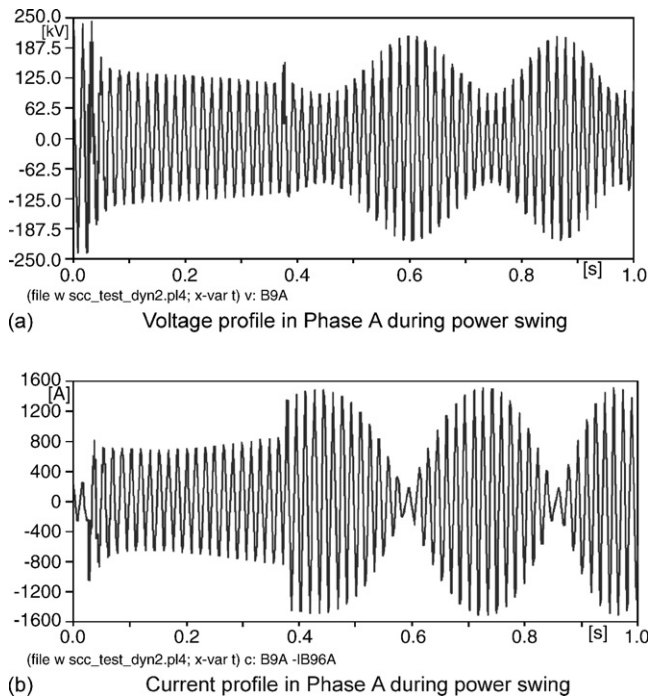 250.0
[kV]
187.5
125.0
62.5
0.0
-62.5
-125.0
-187.5
-250.0
0.0 0.2 0.4 0.6 0.8 [s] 1.0
(file w scc_test_dyn2.pl4; x-var t) v: B9A
(a) Voltage profile in Phase A during power swing
1600
[A]
1200
800
400
0
-400
-800
-1200
-1600
0.0 0.2 0.4 0.6 0.8 [s] 1.0
(file w scc_test_dyn2.pl4; x-var t) c: B9A -IB96A
(b) Current profile in Phase A during power swing